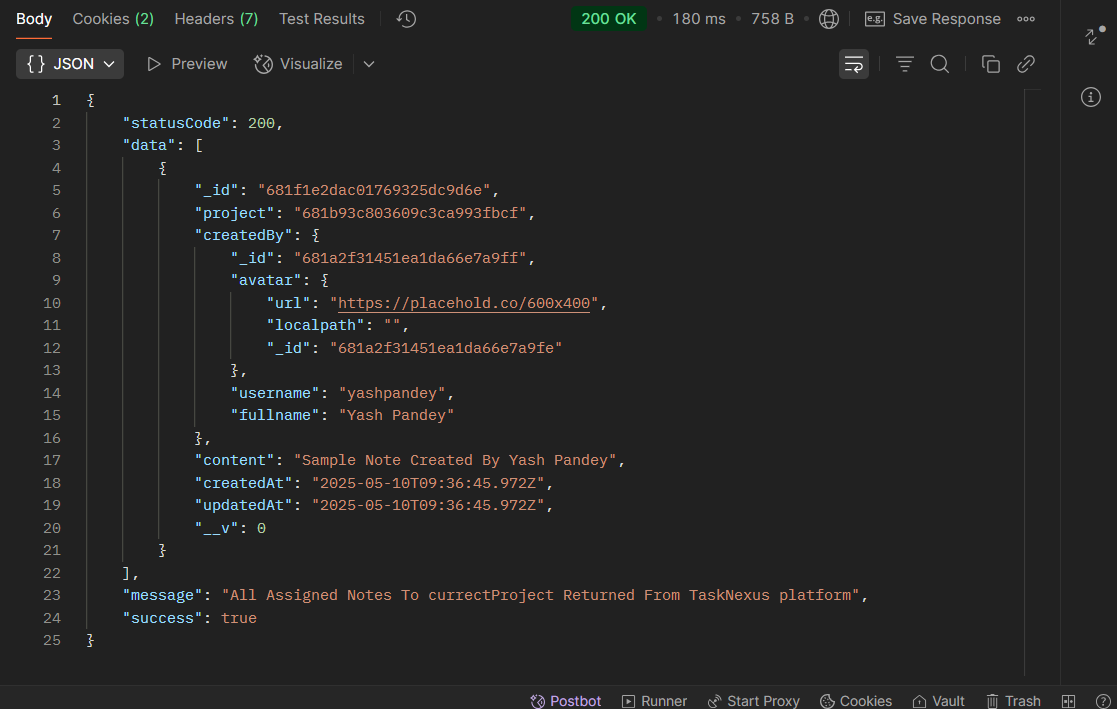 Body Cookies (2) Headers (7) Test Results 200 OK • 180 ms • 758 B • e.g. Save Response
{} JSON Preview Visualize
1 {
2 "statusCode": 200,
3 "data": [
4 {
5 "_id": "681f1e2dac01769325dc9d6e",
6 "project": "681b93c803609c3ca993fbcf",
7 "createdBy": {
8 "_id": "681a2f31451ea1da66e7a9ff",
9 "avatar": {
10 "url": "https://placehold.co/600x400",
11 "localpath": "",
12 "_id": "681a2f31451ea1da66e7a9fe"
13 },
14 "username": "yashpandey",
15 "fullname": "Yash Pandey"
16 },
17 "content": "Sample Note Created By Yash Pandey",
18 "createdAt": "2025-05-10T09:36:45.972Z",
19 "updatedAt": "2025-05-10T09:36:45.972Z",
20 "__v": 0
21 }
22 ],
23 "message": "All Assigned Notes To currectProject Returned From TaskNexus platform",
24 "success": true
25 }
Postbot Runner Start Proxy Cookies Vault Trash